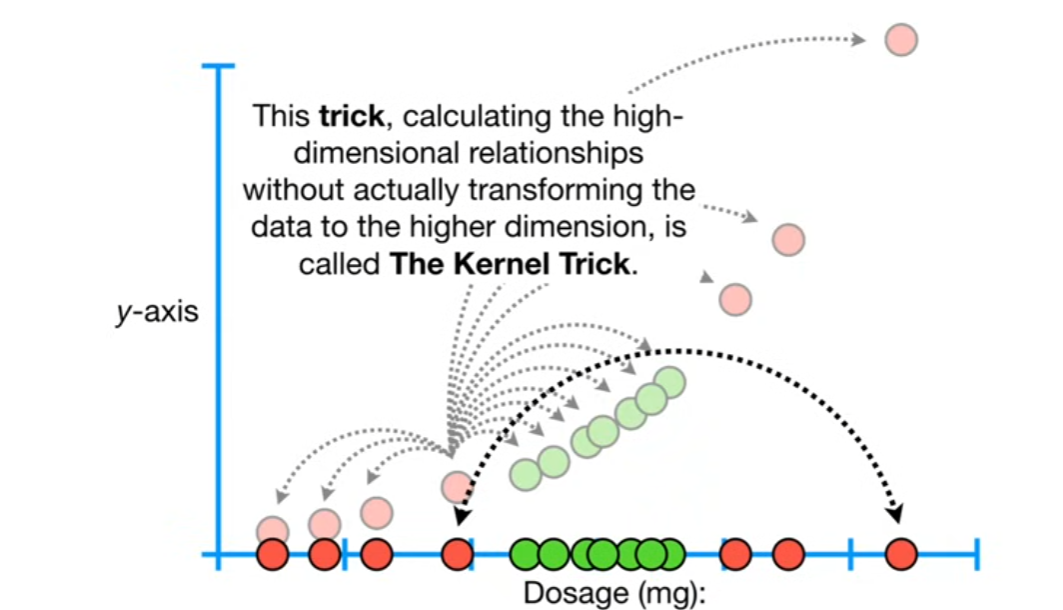 This trick, calculating the high-
dimensional relationships
without actually transforming the
data to the higher dimension, is
called The Kernel Trick.
y-axis
Dosage (mg):